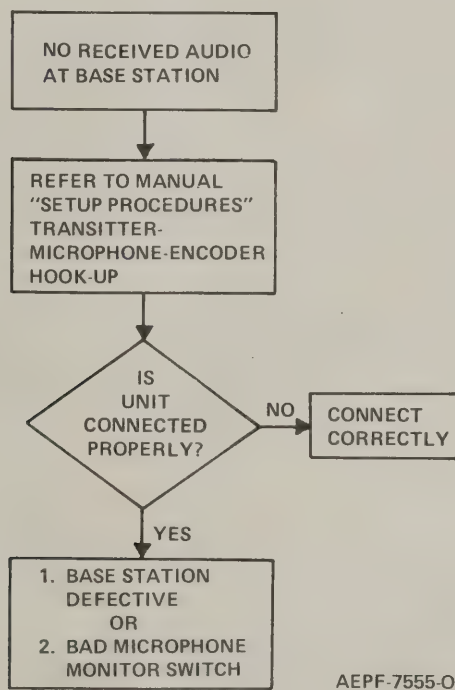 NO RECEIVED AUDIO
AT BASE STATION
REFER TO MANUAL
"SETUP PROCEDURES"
TRANSITTER-
MICROPHONE-ENCODER
HOOK-UP
IS
UNIT
CONNECTED
PROPERLY?
NO
CONNECT
CORRECTLY
YES
1. BASE STATION
DEFECTIVE
OR
2. BAD MICROPHONE
MONITOR SWITCH
AEPF-7555-O